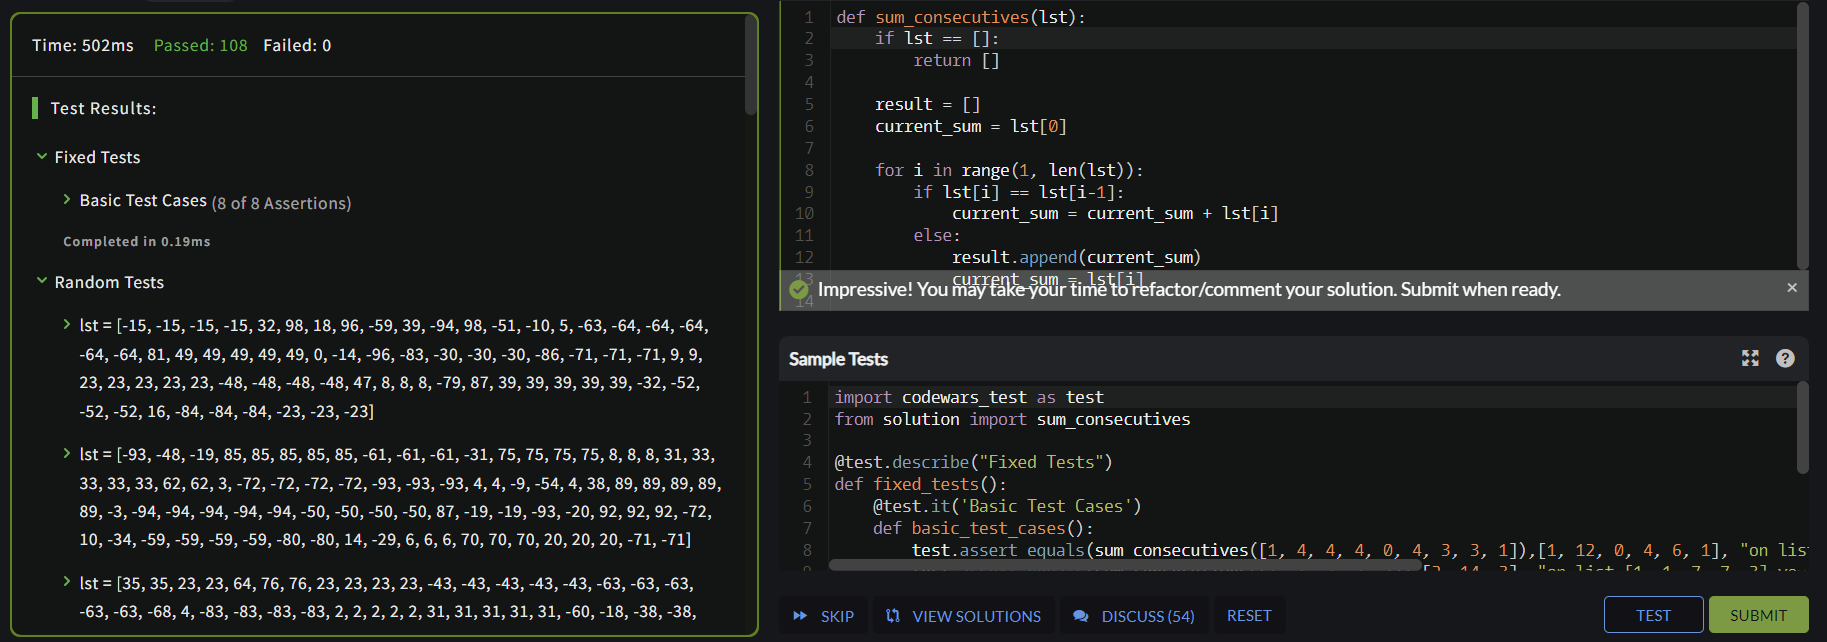 Time: 502ms Passed: 108 Failed: 0
Test Results:
Fixed Tests
Basic Test Cases (8 of 8 Assertions)
Completed in 0.19ms
Random Tests
lst = [-15, -15, -15, -15, 32, 98, 18, 96, -59, 39, -94, 98, -51, -10, 5, -63, -64, -64, -64,
-64, -64, 81, 49, 49, 49, 49, 49, 0, -14, -96, -83, -30, -30, -30, -86, -71, -71, -71, 9, 9,
23, 23, 23, 23, 23, -48, -48, -48, -48, 47, 8, 8, 8, -79, 87, 39, 39, 39, 39, 39, -32, -52,
-52, -52, 16, -84, -84, -84, -23, -23, -23]
lst = [-93, -48, -19, 85, 85, 85, 85, 85, -61, -61, -61, -31, 75, 75, 75, 75, 8, 8, 8, 31, 33,
33, 33, 33, 62, 62, 3, -72, -72, -72, -72, -93, -93, -93, 4, 4, -9, -54, 4, 38, 89, 89, 89, 89,
89, -3, -94, -94, -94, -94, -94, -50, -50, -50, -50, 87, -19, -19, -93, -20, 92, 92, 92, -72,
10, -34, -59, -59, -59, -59, -80, -80, 14, -29, 6, 6, 6, 70, 70, 70, 20, 20, 20, -71, -71]
lst = [35, 35, 23, 23, 64, 76, 76, 23, 23, 23, 23, -43, -43, -43, -43, -43, -63, -63, -63,
-63, -63, -68, 4, -83, -83, -83, -83, 2, 2, 2, 2, 2, 31, 31, 31, 31, 31, -60, -18, -38, -38,
1 def sum_consecutives(lst):
2 if lst == []:
3 return []
4
5 result = []
6 current_sum = lst[0]
7
8 for i in range(1, len(lst)):
9 if lst[i] == lst[i-1]:
10 current_sum = current_sum + lst[i]
11 else:
12 result.append(current_sum)
13 current_sum = lst[i]
14
Impressive! You may take your time to refactor/comment your solution. Submit when ready.
Sample Tests
1 import codewars_test as test
2 from solution import sum_consecutives
3
4 @test.describe("Fixed Tests")
5 def fixed_tests():
6 @test.it('Basic Test Cases')
7 def basic_test_cases():
8 test.assert_equals(sum_consecutives([1, 4, 4, 4, 0, 4, 3, 3, 1]),[1, 12, 0, 4, 6, 1], "on lis
SKIP VIEW SOLUTIONS DISCUSS (54) RESET TEST SUBMIT